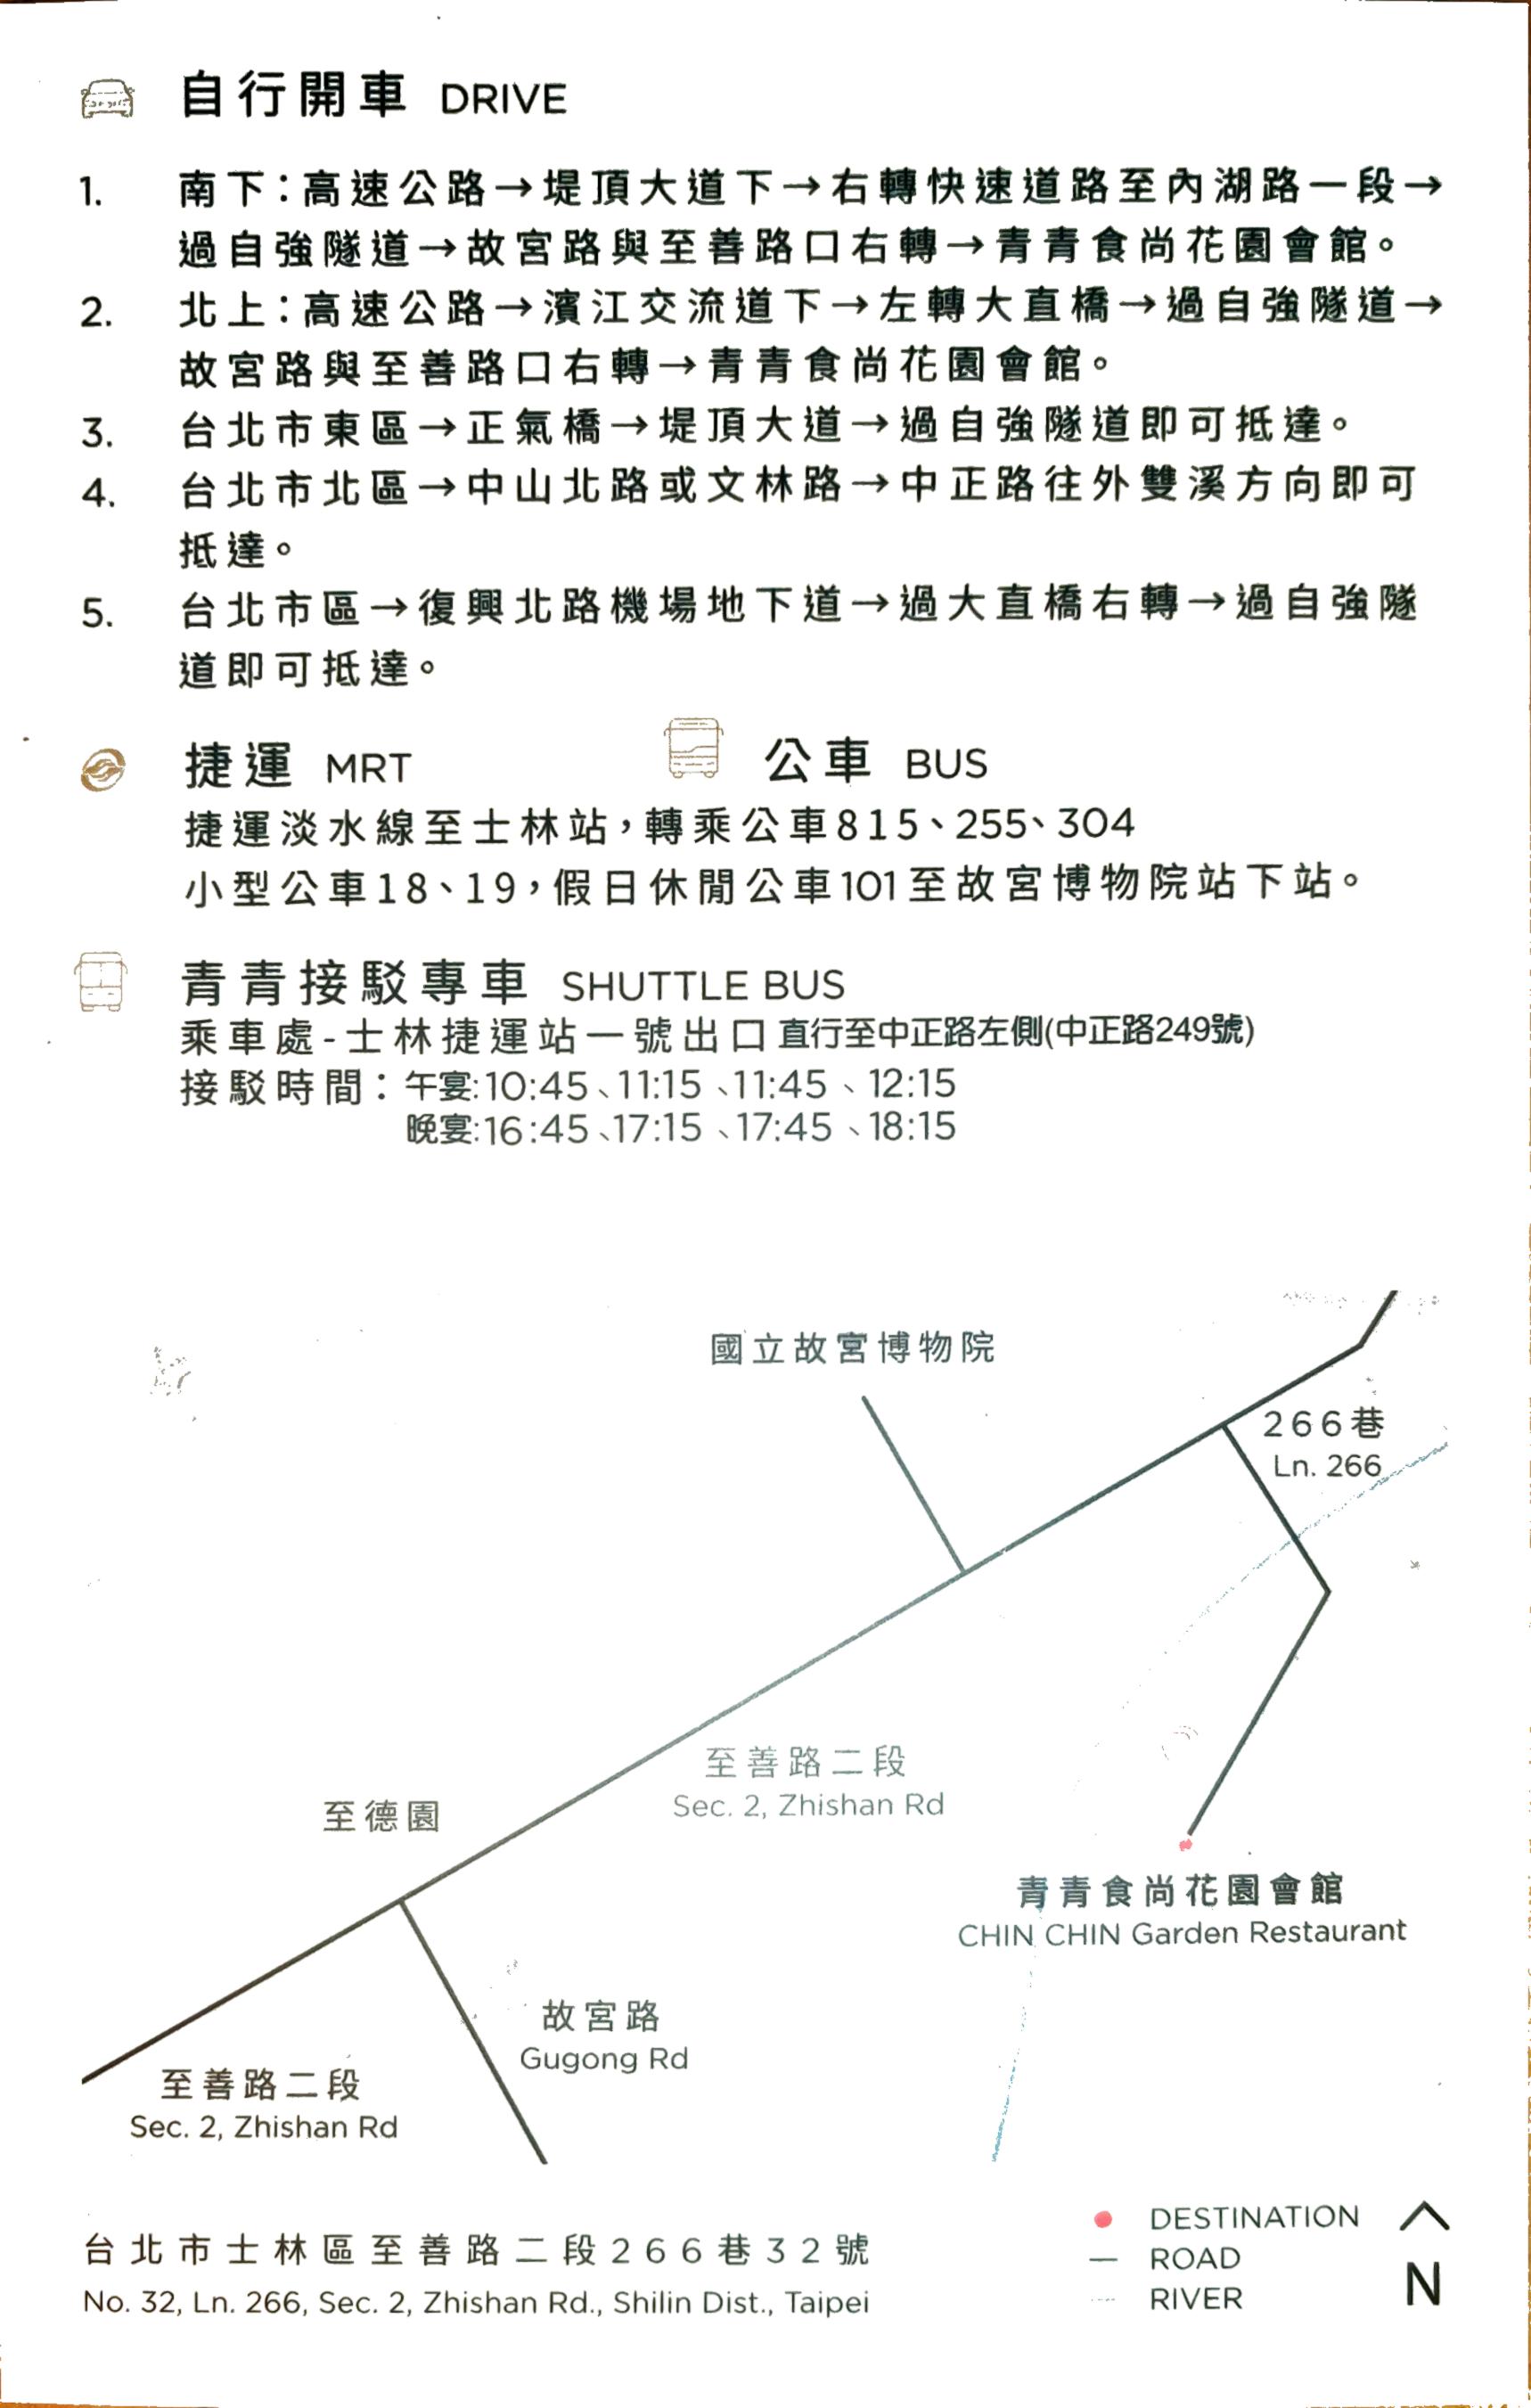 自行開車 DRIVE
1. 南下：高速公路→堤頂大道下→右轉快速道路至內湖路一段→
過自強隧道→故宮路與至善路口右轉→青青食尚花園會館。
2. 北上：高速公路→濱江交流道下→左轉大直橋→過自強隧道→
故宮路與至善路口右轉→青青食尚花園會館。
3. 台北市東區→正氣橋→堤頂大道→過自強隧道即可抵達。
4. 台北市北區→中山北路或文林路→中正路往外雙溪方向即可
抵達。
5. 台北市區→復興北路機場地下道→過大直橋右轉→過自強隧
道即可抵達。
捷運 MRT
公車 BUS
捷運淡水線至士林站，轉乘公車815、255、304
小型公車18、19，假日休閒公車101至故宮博物院站下站。
青青接駁專車 SHUTTLE BUS
乘車處-士林捷運站一號出口直行至中正路左側(中正路249號)
接駁時間：午宴:10:45、11:15、11:45、12:15
晚宴:16:45、17:15、17:45、18:15
國立故宮博物院
266巷
Ln. 266
至善路二段
Sec. 2, Zhishan Rd
至德園
青青食尚花園會館
CHIN CHIN Garden Restaurant
故宮路
Gugong Rd
至善路二段
Sec. 2, Zhishan Rd
台北市士林區至善路二段266巷32號
No. 32, Ln. 266, Sec. 2, Zhishan Rd., Shilin Dist., Taipei
DESTINATION
ROAD
RIVER
N